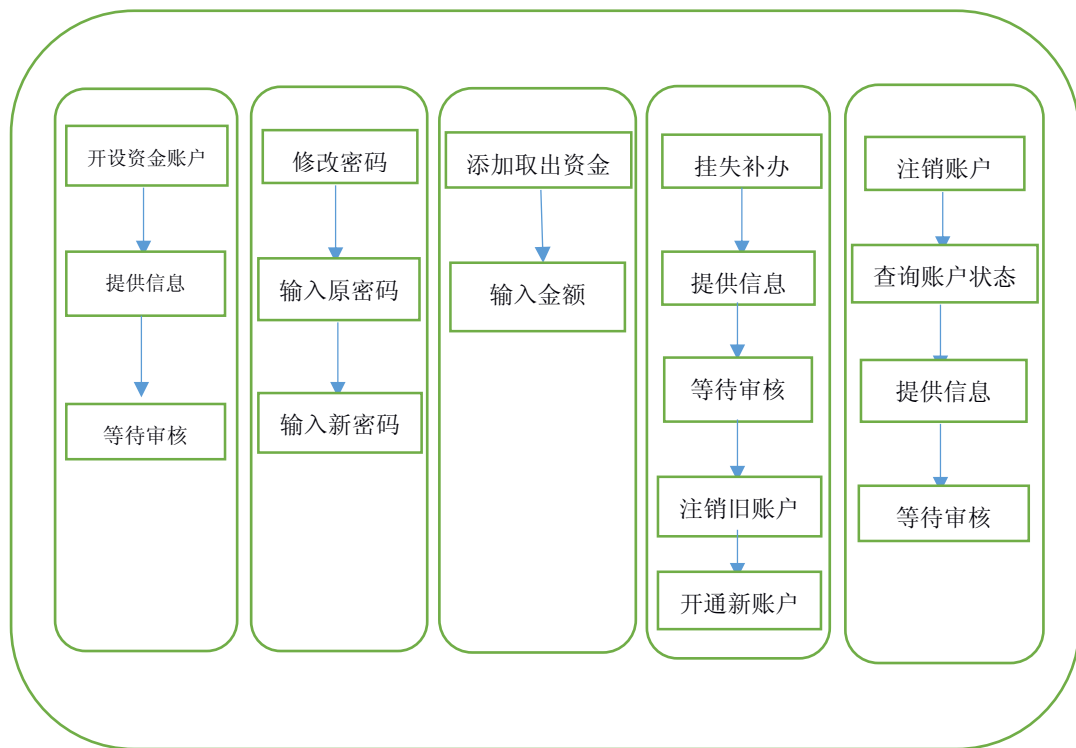 开设资金账户
提供信息
等待审核
修改密码
输入原密码
输入新密码
添加取出资金
输入金额
挂失补办
提供信息
等待审核
注销旧账户
开通新账户
注销账户
查询账户状态
提供信息
等待审核